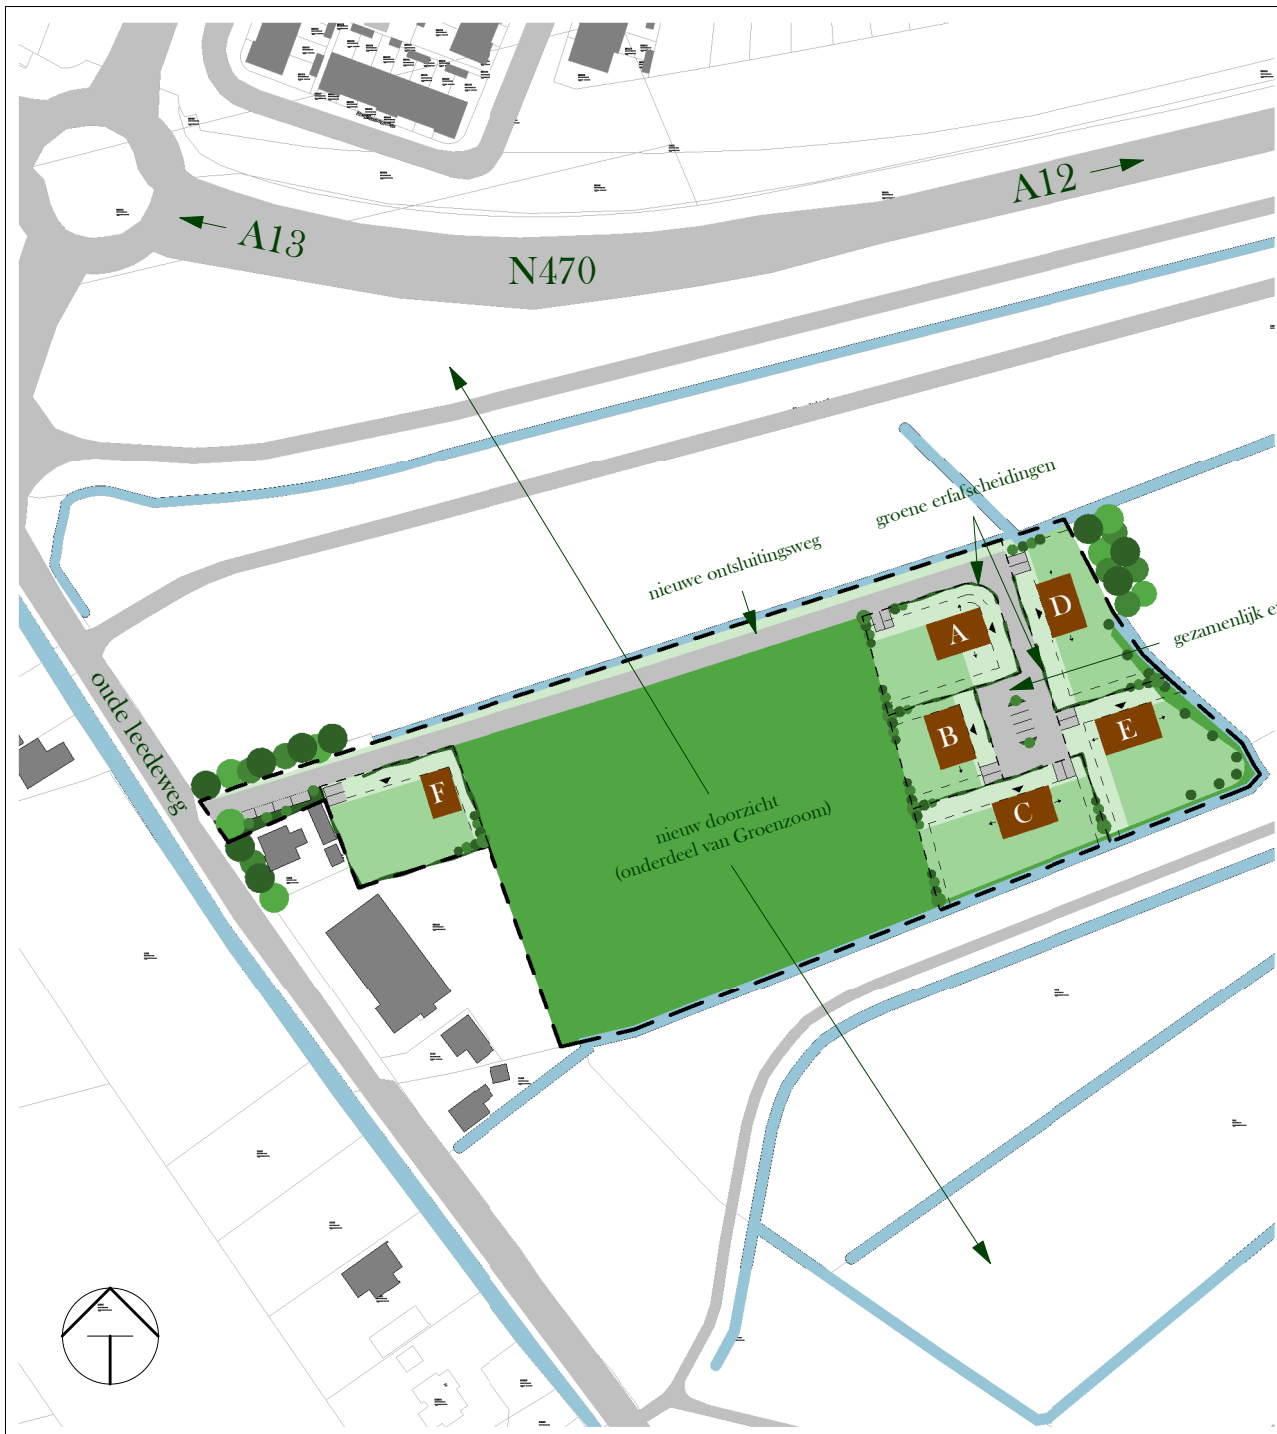 A12
A13
N470
groene erfafscheidingen
nieuwe ontsluitingsweg
D
A
gezamenlijk
oude leedeweg
B
E
F
C
nieuw doorzicht
(onderdeel van Groenzoom)